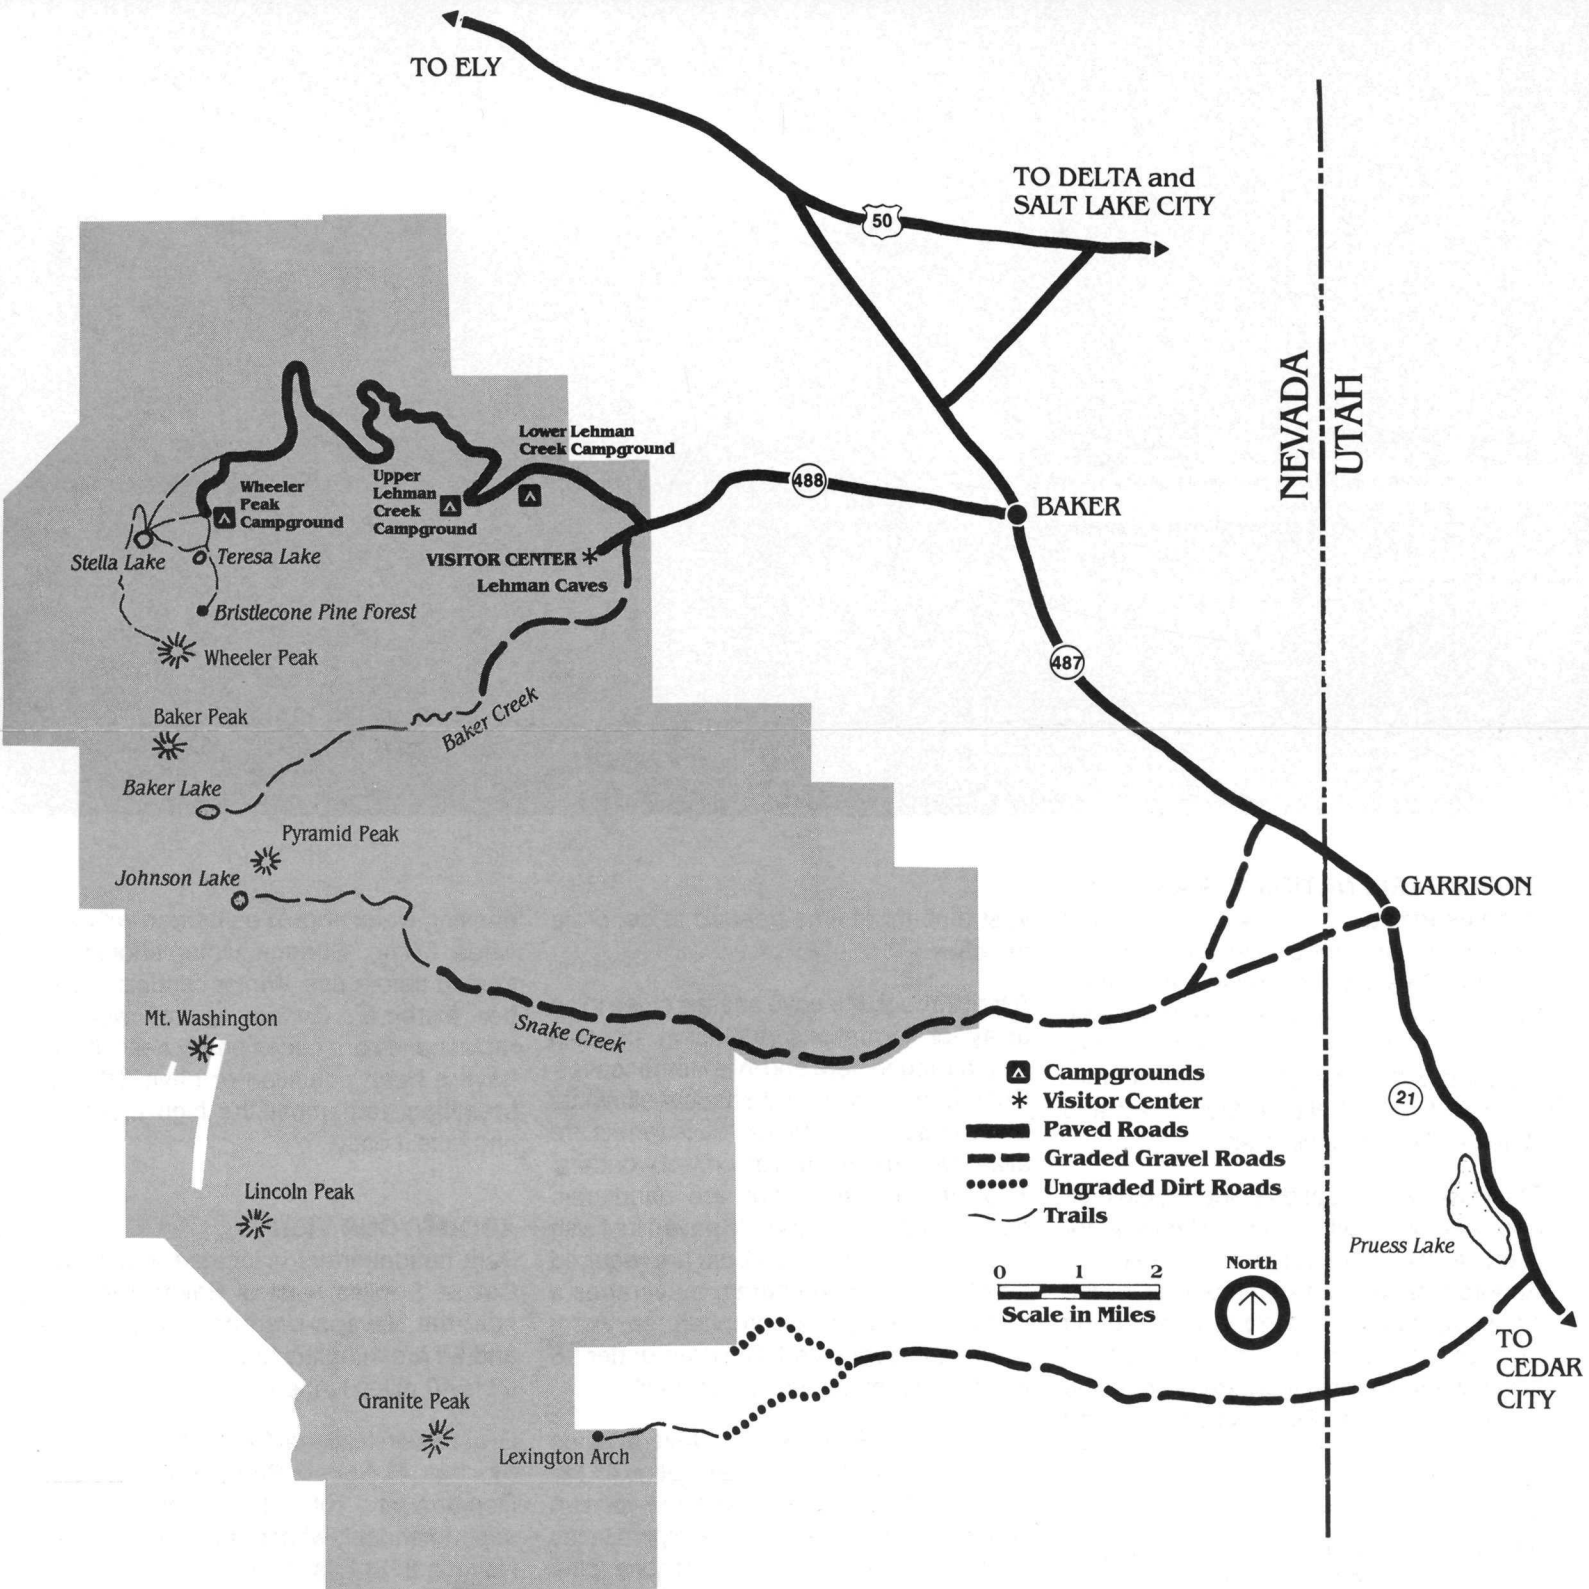 TO ELY
TO DELTA and
SALT LAKE CITY
50
NEVADA
UTAH
Lower Lehman
Creek Campground
Wheeler
Peak
Campground
Upper
Lehman
Creek
Campground
488
BAKER
Stella Lake
Teresa Lake
VISITOR CENTER
Lehman Caves
Bristlecone Pine Forest
Wheeler Peak
487
Baker Peak
Baker Creek
Baker Lake
Pyramid Peak
Johnson Lake
GARRISON
Mt. Washington
Snake Creek
Campgrounds
Visitor Center
Paved Roads
Graded Gravel Roads
Ungraded Dirt Roads
Trails
21
Lincoln Peak
Pruess Lake
0 1 2
Scale in Miles
North
TO
CEDAR
CITY
Granite Peak
Lexington Arch